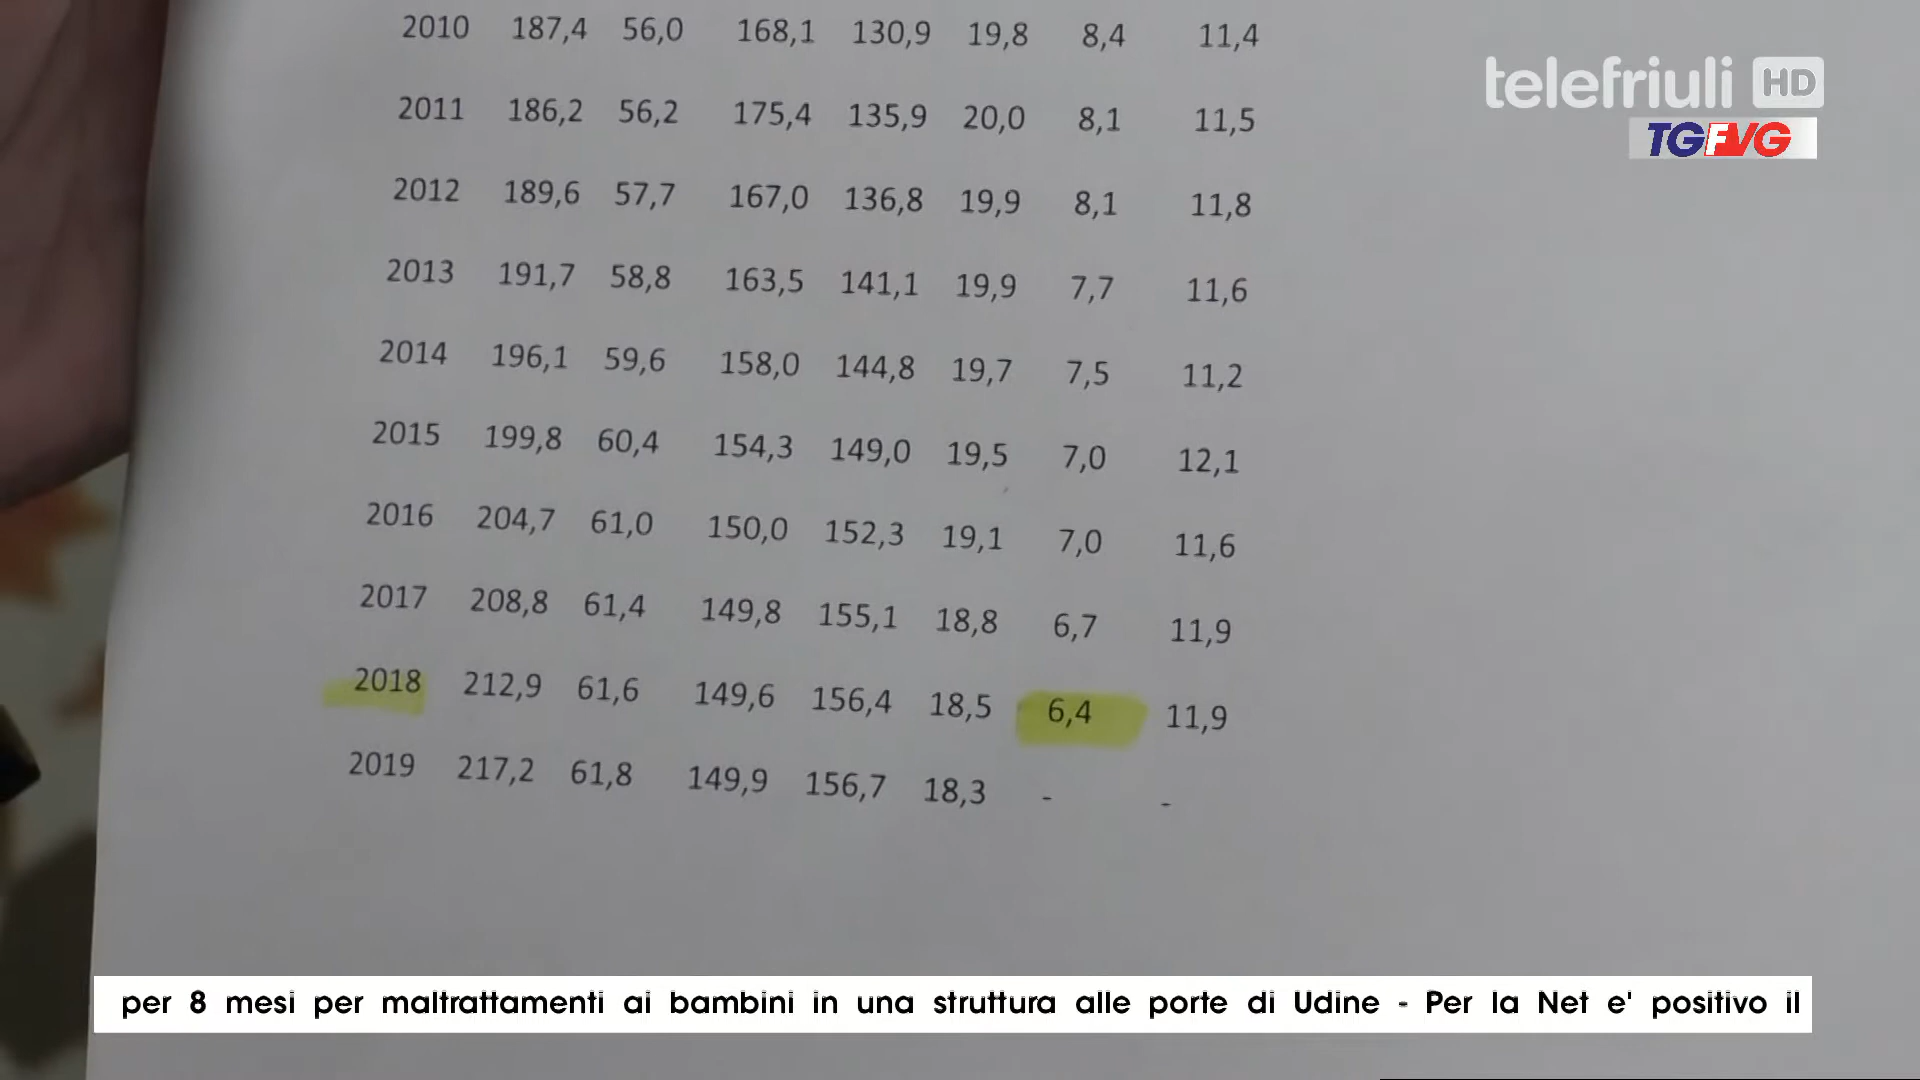 2010 187,4 56,0 168,1 130,9 19,8 8,4 11,4
telefriuli HD
2011 186,2 56,2 175,4 135,9 20,0 8,1 11,5
TGFVG
2012 189,6 57,7 167,0 136,8 19,9 8,1 11,8
2013 191,7 58,8 163,5 141,1 19,9 7,7 11,6
2014 196,1 59,6 158,0 144,8 19,7 7,5 11,2
2015 199,8 60,4 154,3 149,0 19,5 7,0 12,1
2016 204,7 61,0 150,0 152,3 19,1 7,0 11,6
2017 208,8 61,4 149,8 155,1 18,8 6,7 11,9
2018 212,9 61,6 149,6 156,4 18,5 6,4 11,9
2019 217,2 61,8 149,9 156,7 18,3 - -
per 8 mesi per maltrattamenti ai bambini in una struttura alle porte di Udine - Per la Net e' positivo il